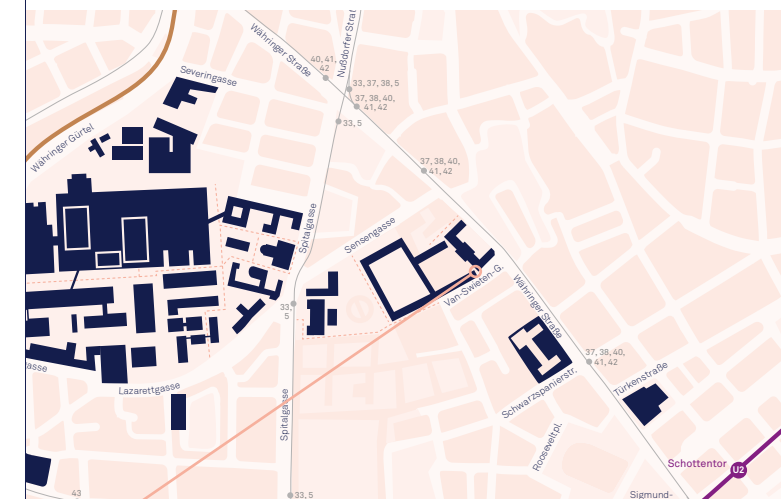 Nußdorfer Straß
Währinger Straße
40, 41,
42
Severingasse
33, 37, 38, 5
37, 38, 40,
41, 42
33, 5
Währinger Gürtel
37, 38, 40,
41, 42
Spitalgasse
Sensengasse
Van-Swieten-G.
Währinger Straße
33,
5
37, 38, 40,
41, 42
asse
Lazarettgasse
Spitalgasse
Schwarzspanierstr.
Türkenstraße
Rooseveltpl.
Schottentor
U2
43
33, 5
Sigmund-